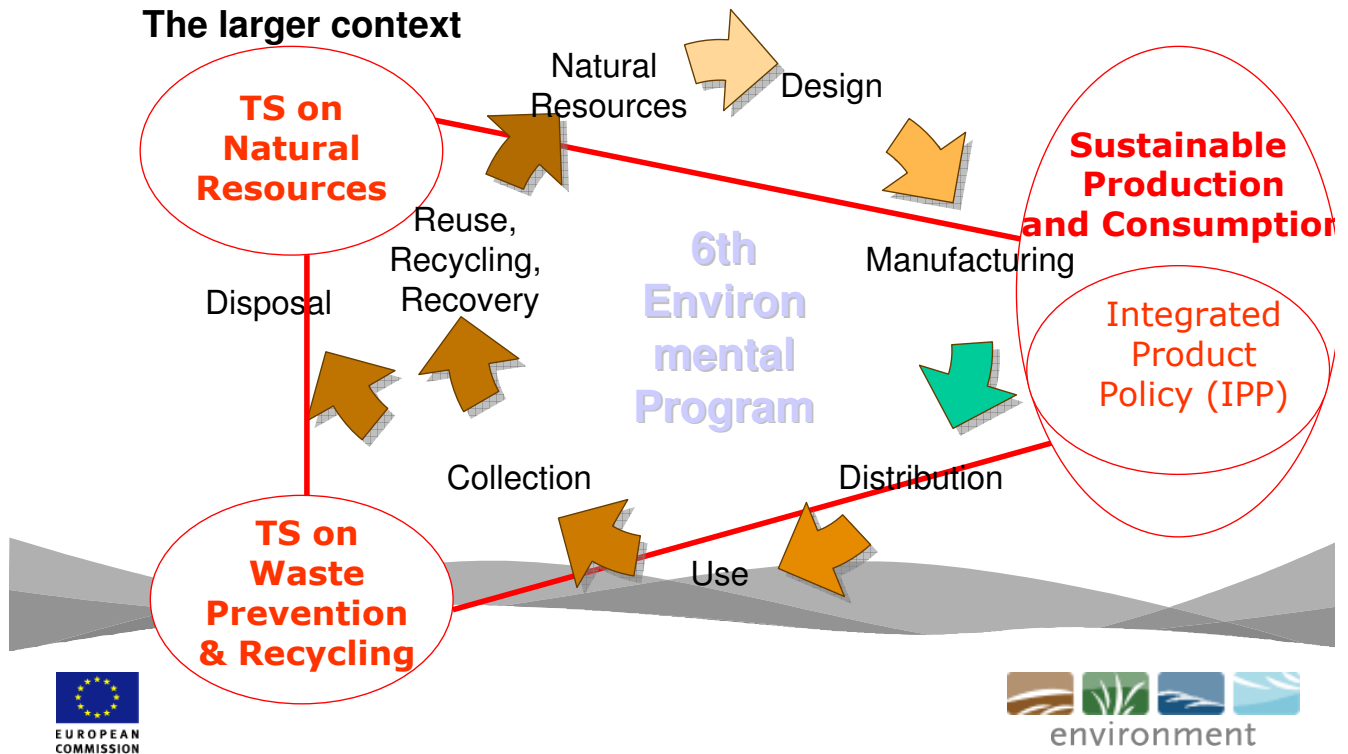 The larger context
TS on
Natural
Resources
Natural
Resources
Design
Sustainable
Production
and Consumption
Reuse,
Recycling,
Recovery
6th
Environ
mental
Program
Manufacturing
Disposal
Integrated
Product
Policy (IPP)
Collection
Distribution
TS on
Waste
Prevention
& Recycling
Use
EUROPEAN
COMMISSION
environment